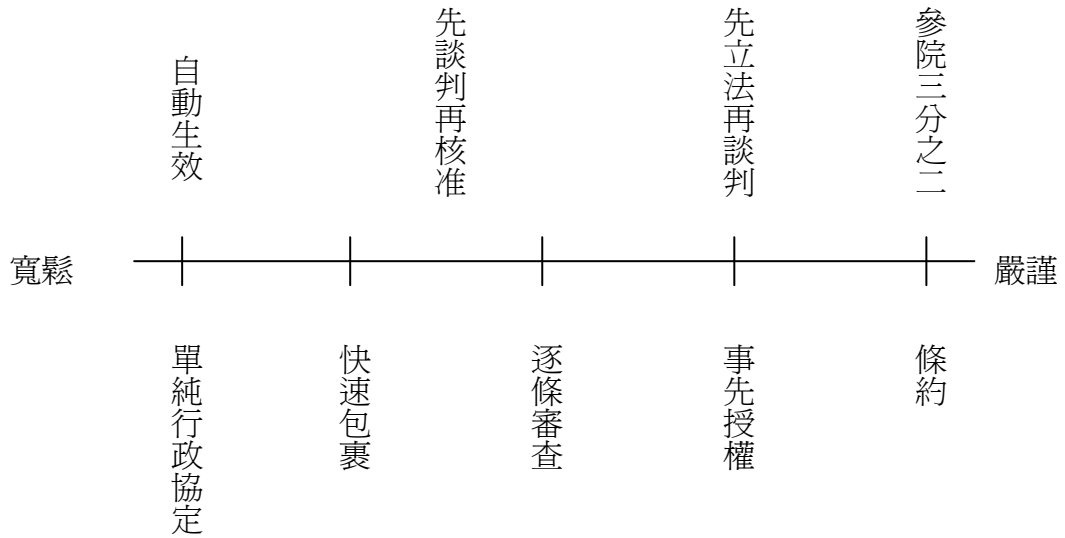 自動生效
先談判再核准
先立法再談判
參院三分之二
寬鬆
嚴謹
單純行政協定
快速包裹
逐條審查
事先授權
條約